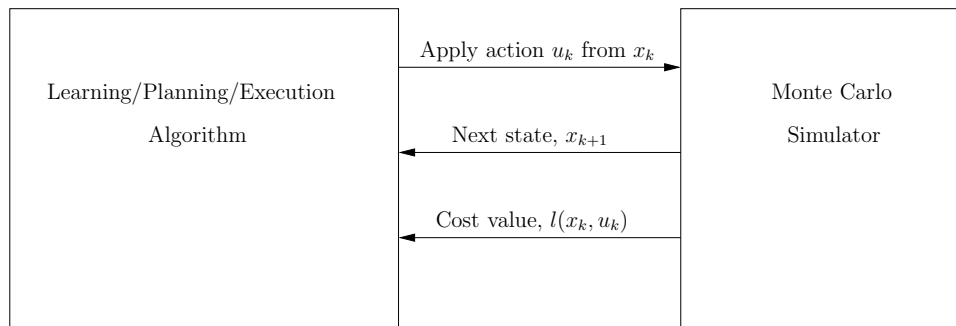 Learning/Planning/Execution
Algorithm
Apply action $u_k$ from $x_k$
Next state, $x_{k+1}$
Cost value, $l(x_k, u_k)$
Monte Carlo
Simulator